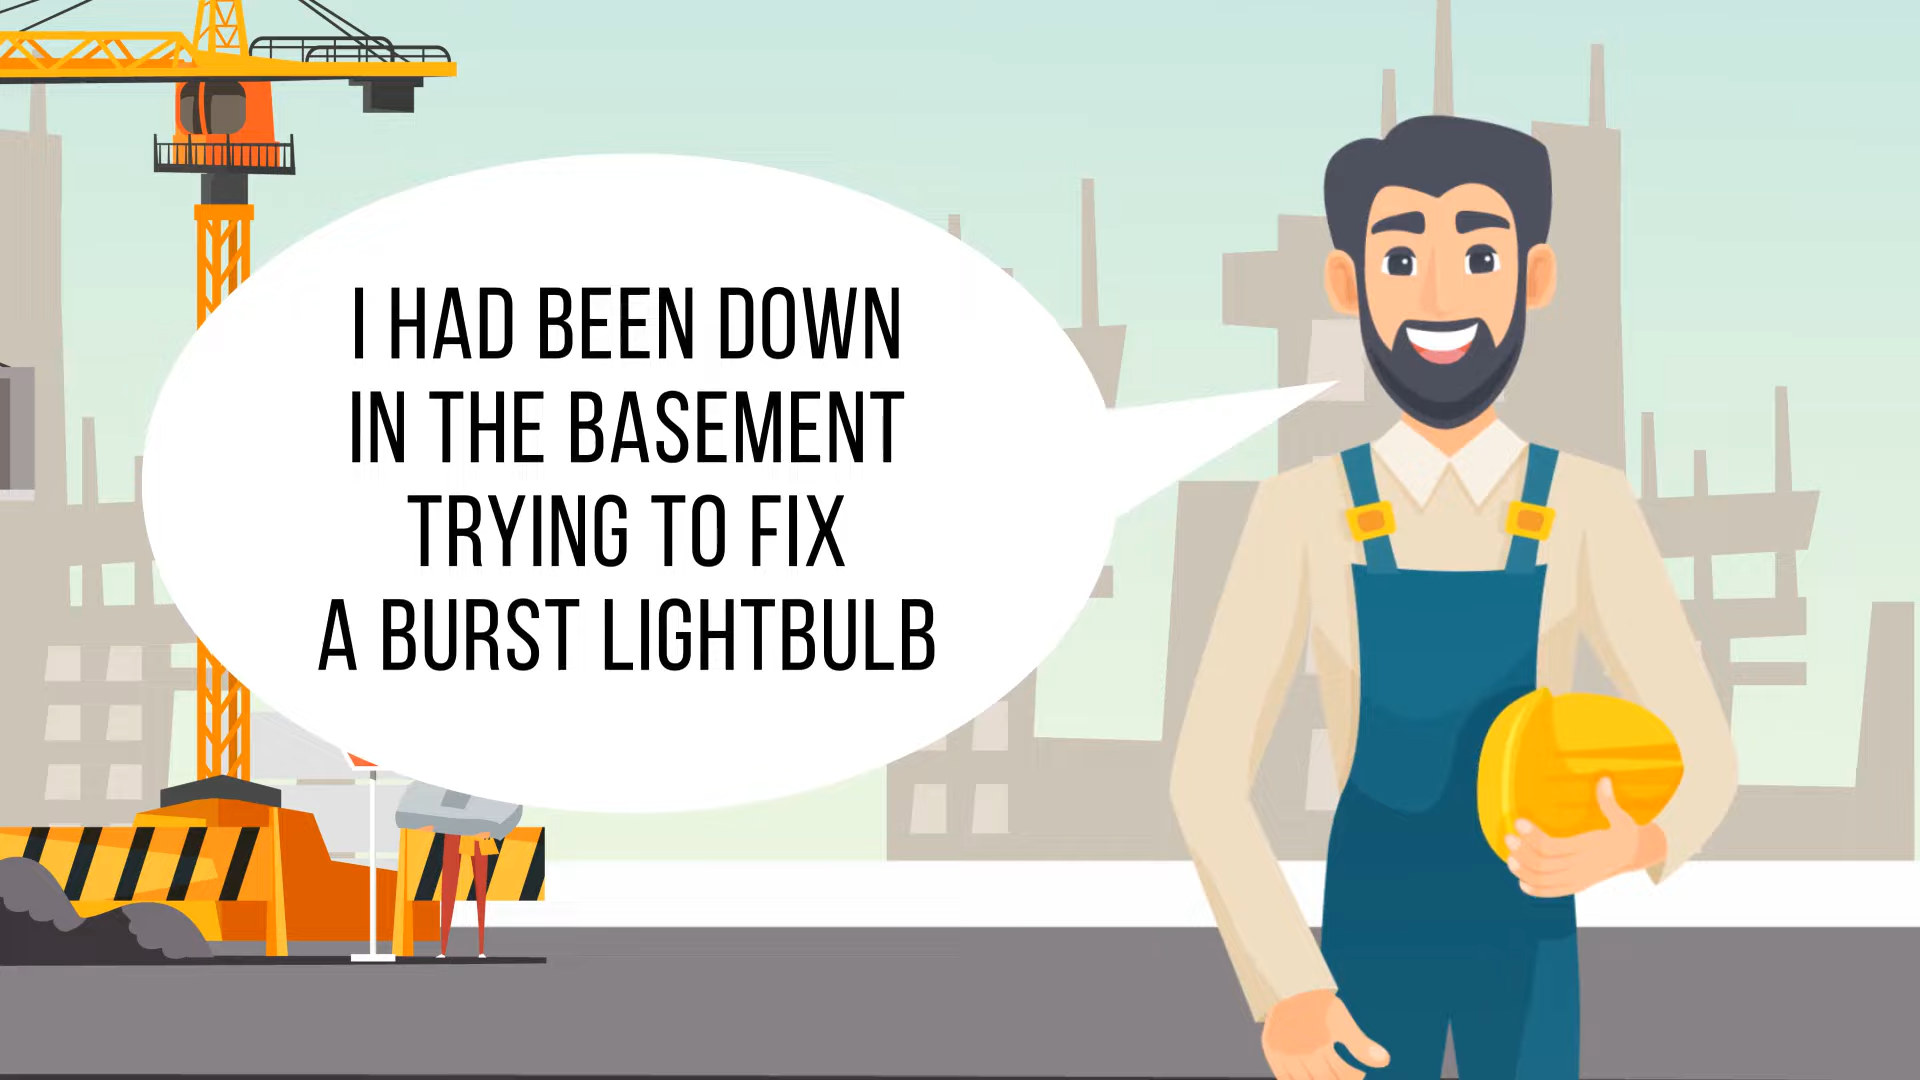 I HAD BEEN DOWN
IN THE BASEMENT
TRYING TO FIX
A BURST LIGHTBULB